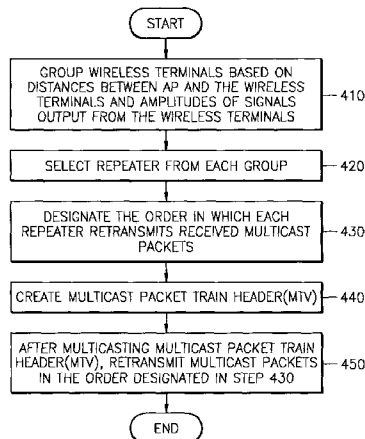 START
GROUP WIRELESS TERMINALS BASED ON
DISTANCES BETWEEN AP AND THE WIRELESS
TERMINALS AND AMPLITUDES OF SIGNALS
OUTPUT FROM THE WIRELESS TERMINALS
410
SELECT REPEATER FROM EACH GROUP
420
DESIGNATE THE ORDER IN WHICH EACH
REPEATER RETRANSMITS RECEIVED MULTICAST
PACKETS
430
CREATE MULTICAST PACKET TRAIN HEADER(MTV)
440
AFTER MULTICASTING MULTICAST PACKET TRAIN
HEADER(MTV), RETRANSMIT MULTICAST PACKETS
IN THE ORDER DESIGNATED IN STEP 430
450
END